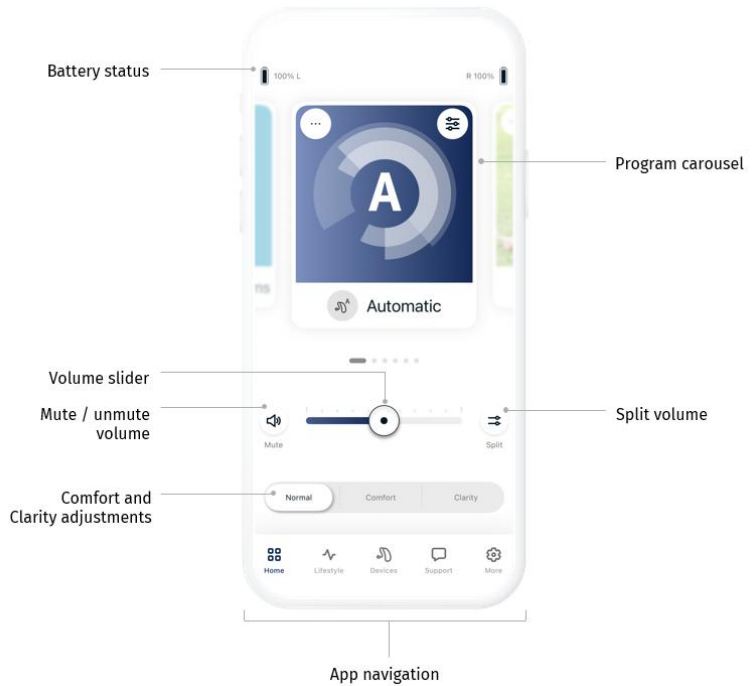 Battery status
100% L
R 100%
...
A
Program carousel
A
Automatic
Volume slider
Mute / unmute
volume
Split volume
Mute
Split
Comfort and
Clarity adjustments
Normal
Comfort
Clarity
Home
Lifestyle
Devices
Support
More
App navigation